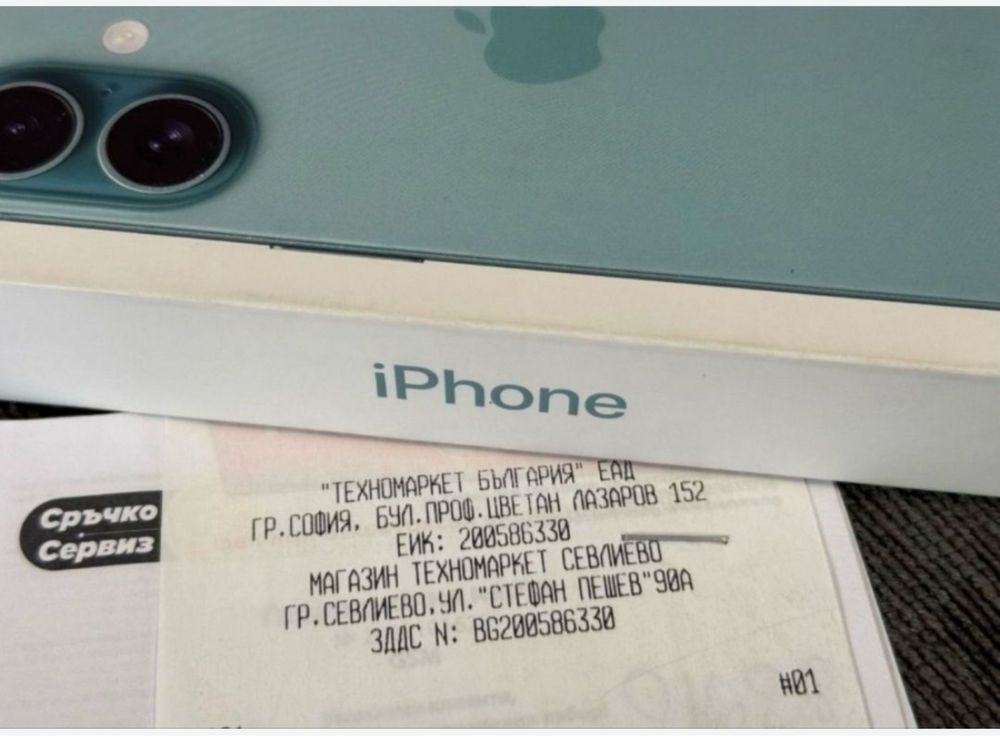 iPhone
"ТЕХНОМАРКЕТ БЪЛГАРИЯ" ЕАД
ГР.СОФИЯ, БУЛ.ПРОФ.ЦВЕТАН ЛАЗАРОВ 152
ЕИК: 200586330
МАГАЗИН ТЕХНОМАРКЕТ СЕВЛИЕВО
ГР.СЕВЛИЕВО,УЛ."СТЕФАН ПЕШЕВ"90А
ЗДДС N: BG200586330
#01
Сръчко
Сервиз